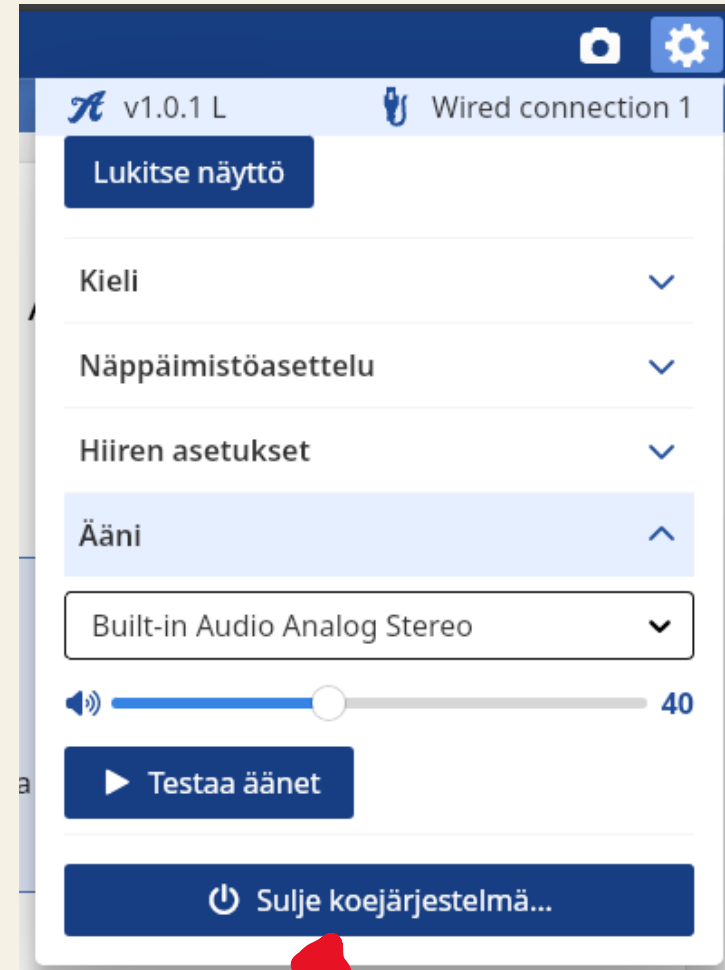 v1.0.1 L
Wired connection 1
Lukitse näyttö
Kieli
Näppäimistöasettelu
Hiiren asetukset
Ääni
Built-in Audio Analog Stereo
40
a
Testaa äänet
Sulje koejärjestelmä...